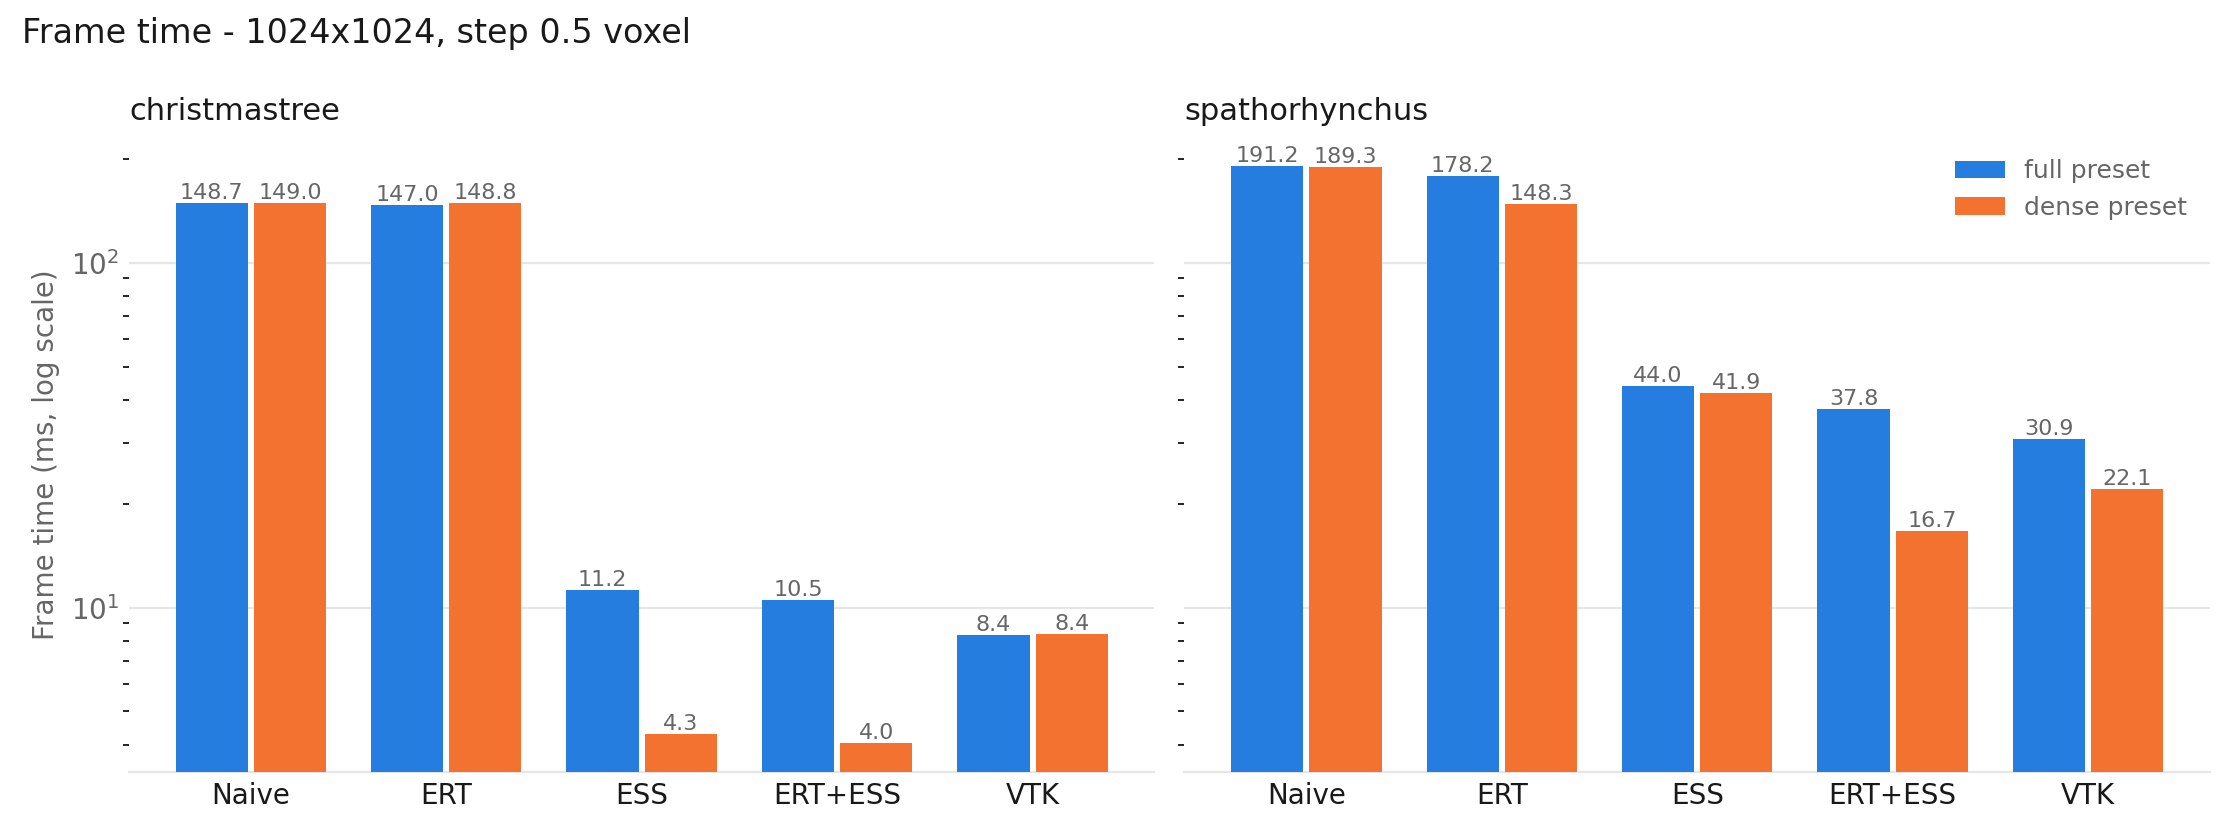 Frame time - 1024x1024, step 0.5 voxel
christmastree
Frame time (ms, log scale)
10²
10¹
148.7 149.0 147.0 148.8 11.2 4.3 10.5 4.0 8.4 8.4
Naive ERT ESS ERT+ESS VTK
spathorhynchus
full preset
dense preset
191.2 189.3 178.2 148.3 44.0 41.9 37.8 16.7 30.9 22.1
Naive ERT ESS ERT+ESS VTK